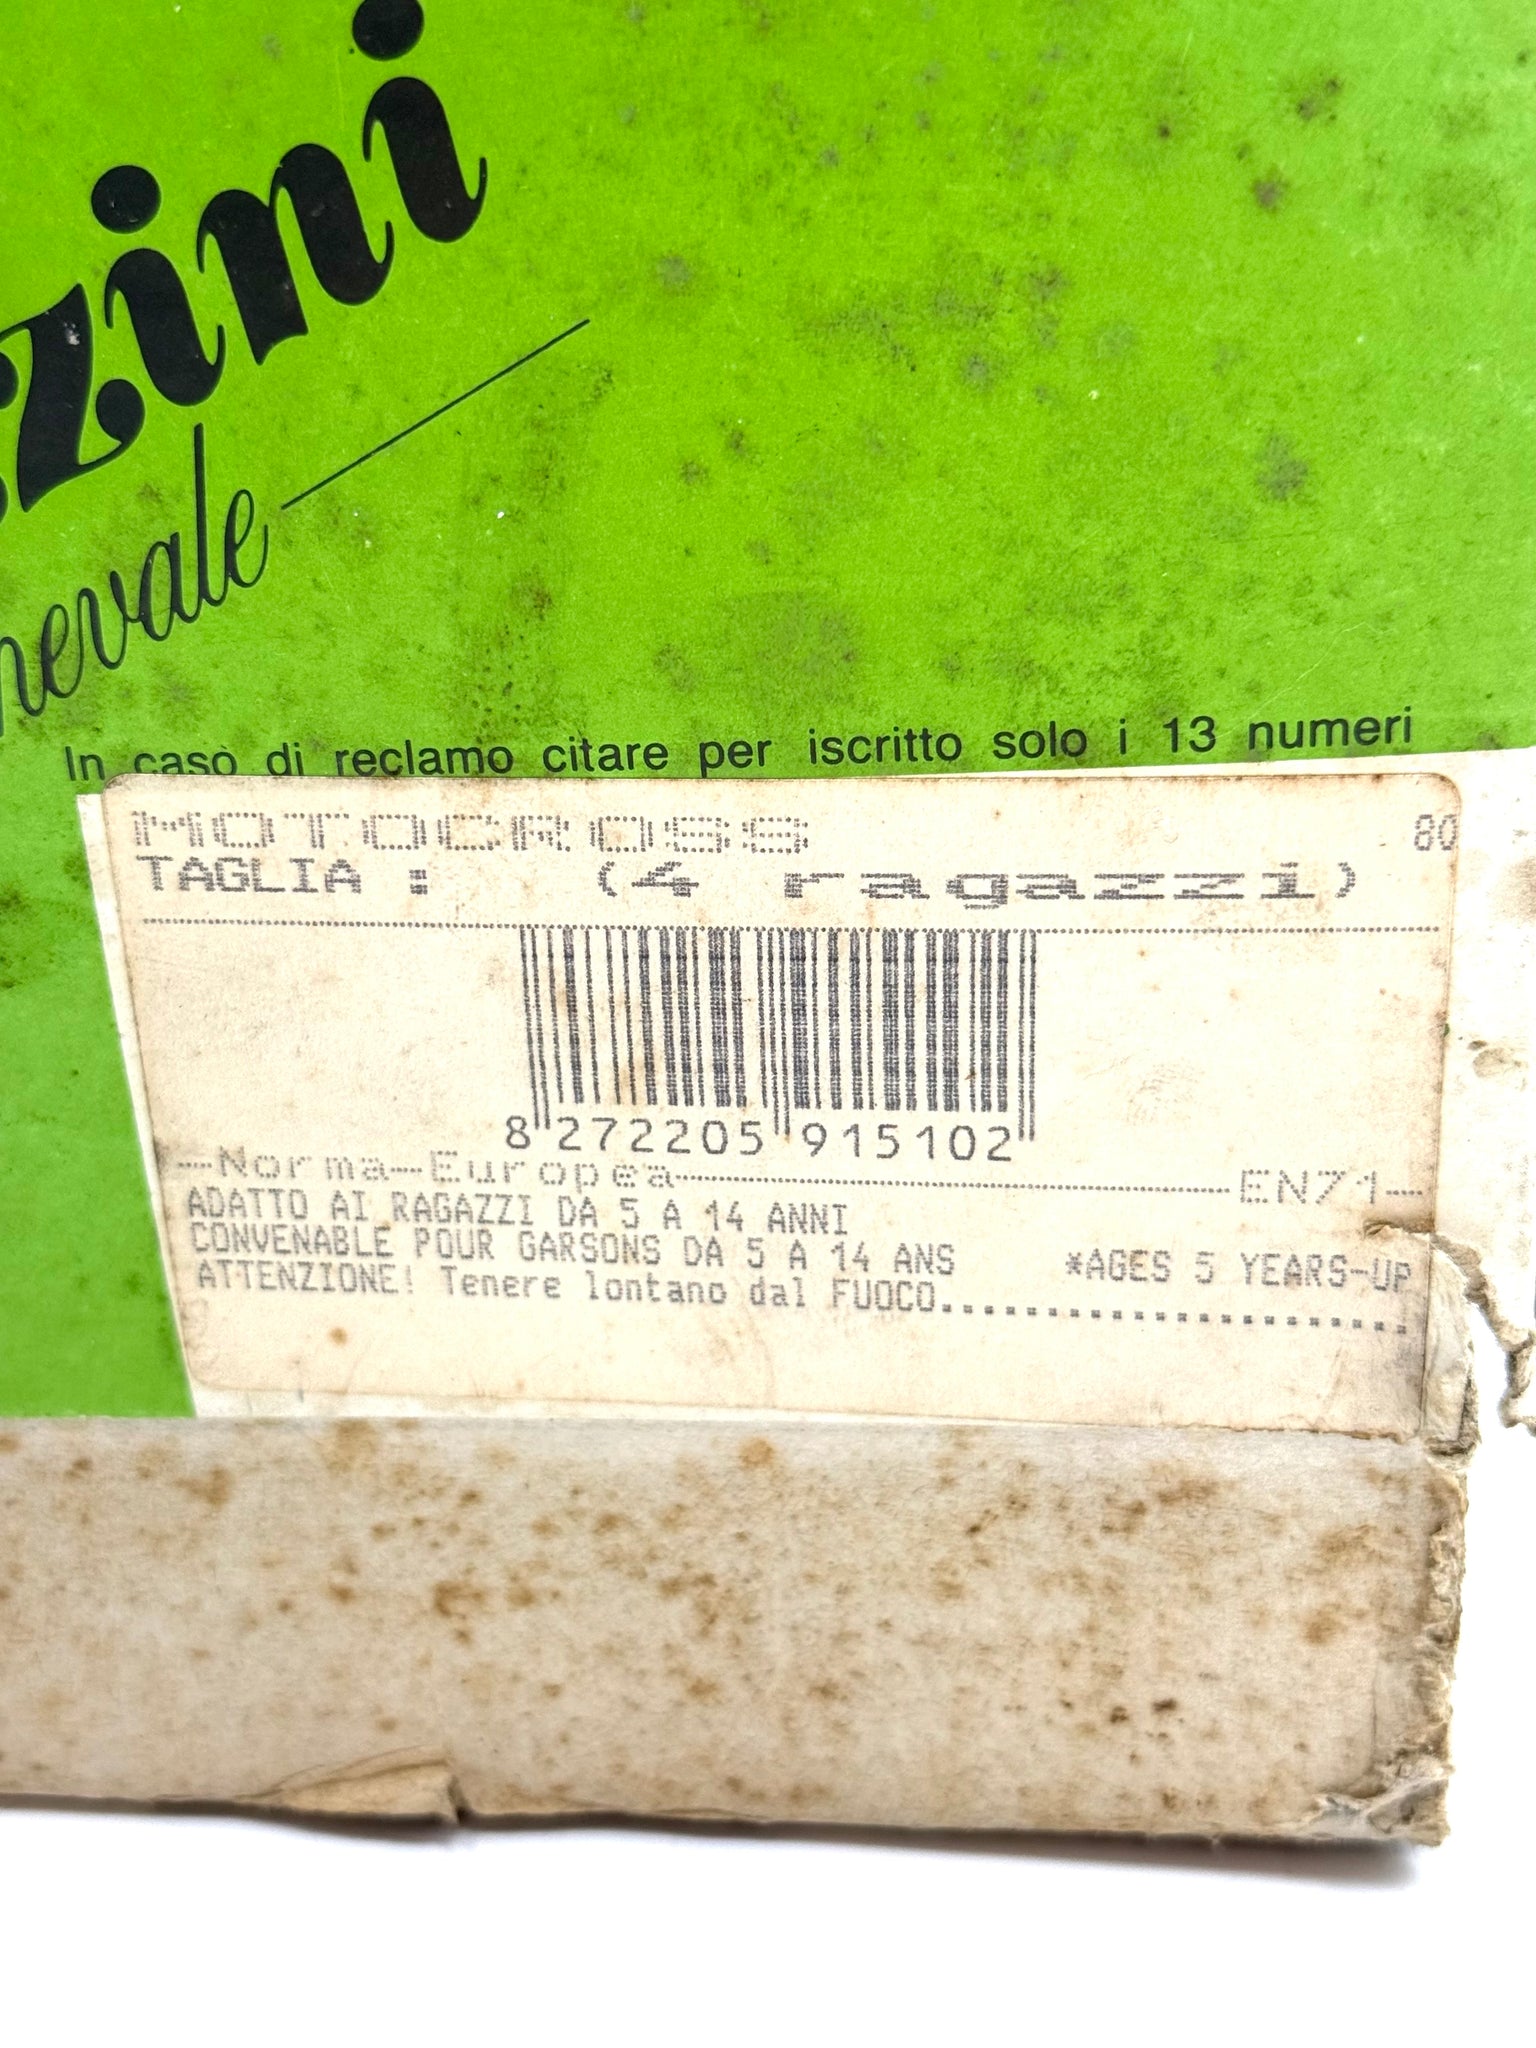 In caso di reclamo citare per iscritto solo i 13 numeri
MOTOCROSS 80
TAGLIA : (4 ragazzi)
8 272205 915102
—Norma—Europea—EN71—
ADATTO AI RAGAZZI DA 5 A 14 ANNI
CONVENABLE POUR GARSONS DA 5 A 14 ANS *AGES 5 YEARS-UP
ATTENZIONE! Tenere lontano dal FUOCO......................